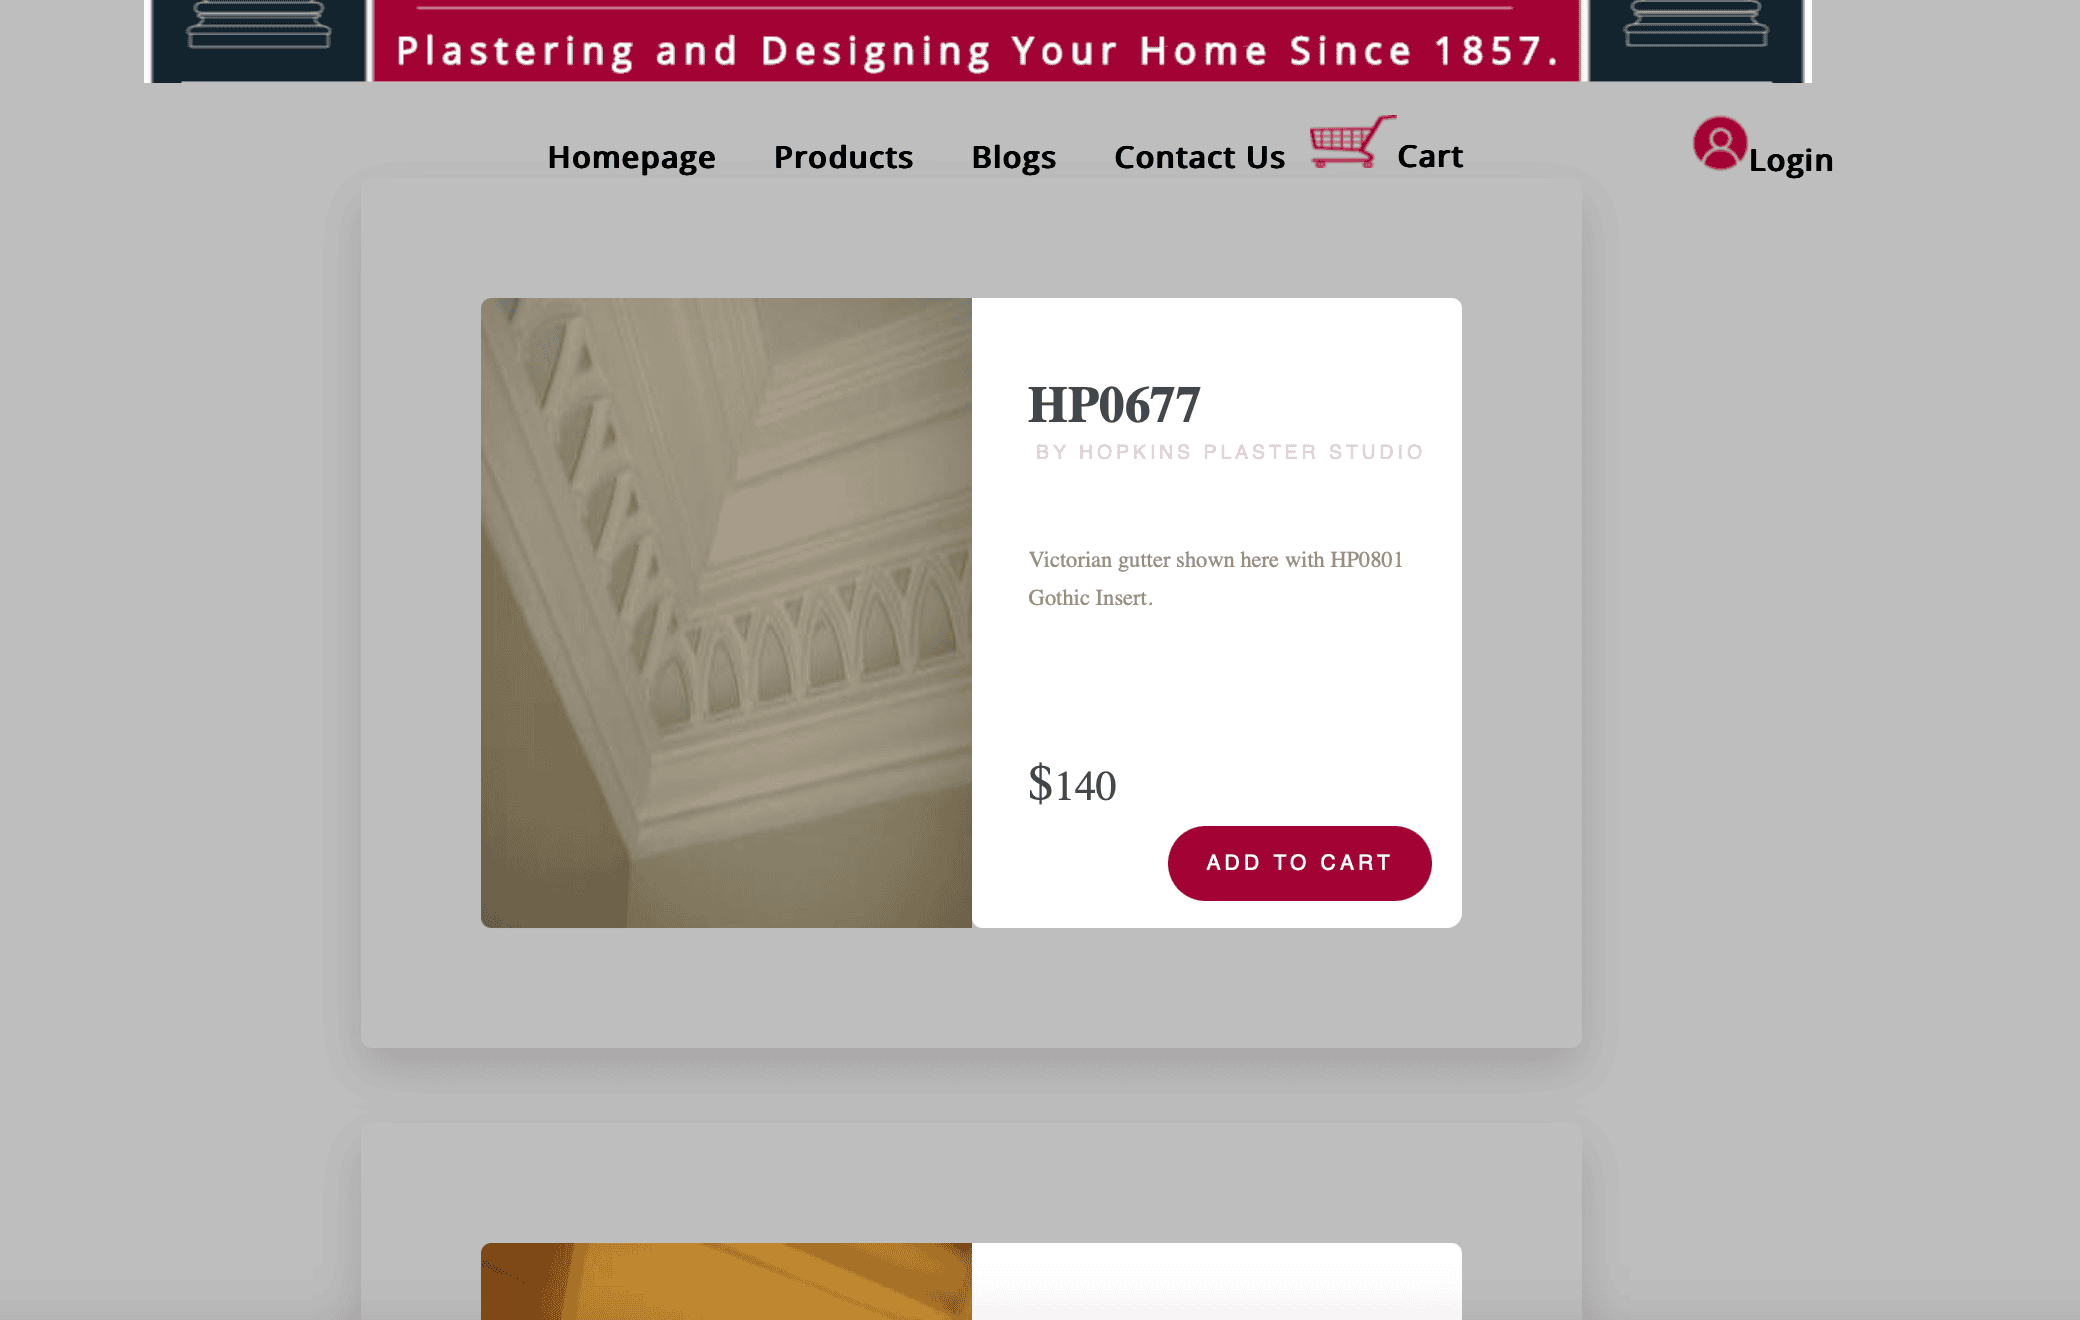 Plastering and Designing Your Home Since 1857.
Homepage Products Blogs Contact Us Cart Login
HP0677
BY HOPKINS PLASTER STUDIO
Victorian gutter shown here with HP0801
Gothic Insert.
$140
ADD TO CART